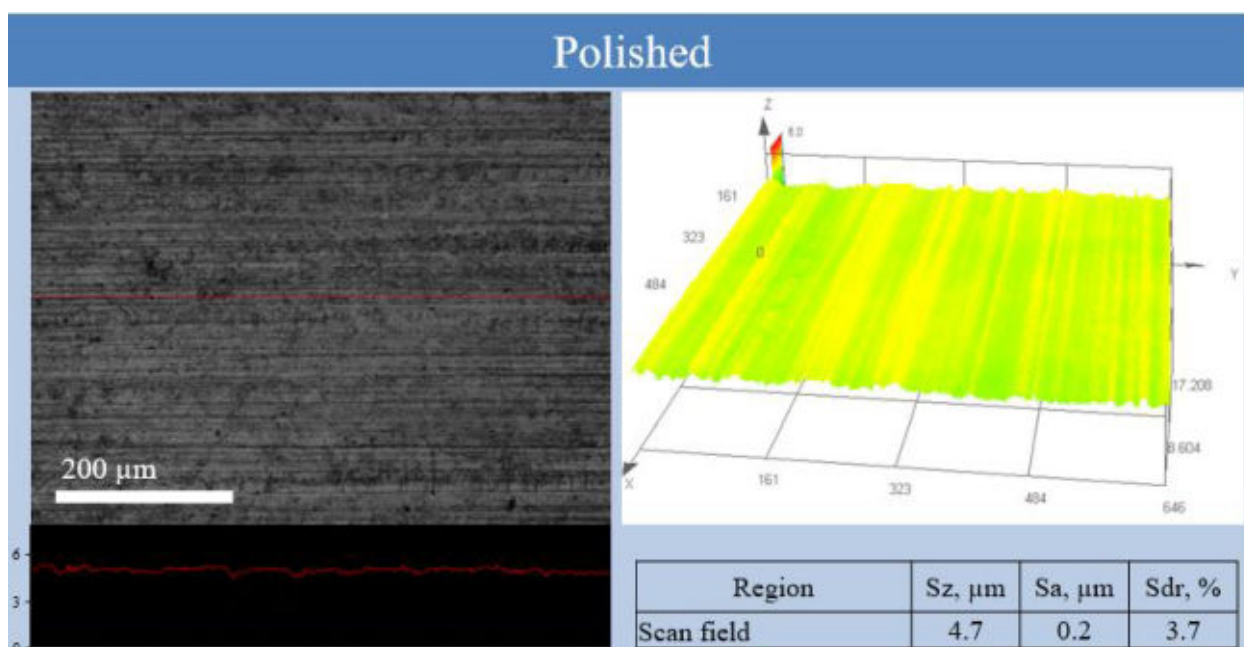 Polished
200 µm
6
3
0
Z
6.0
161
323
484
0
Y
17.208
8.604
X
161
323
484
646
Region Sz, µm Sa, µm Sdr, %
Scan field 4.7 0.2 3.7